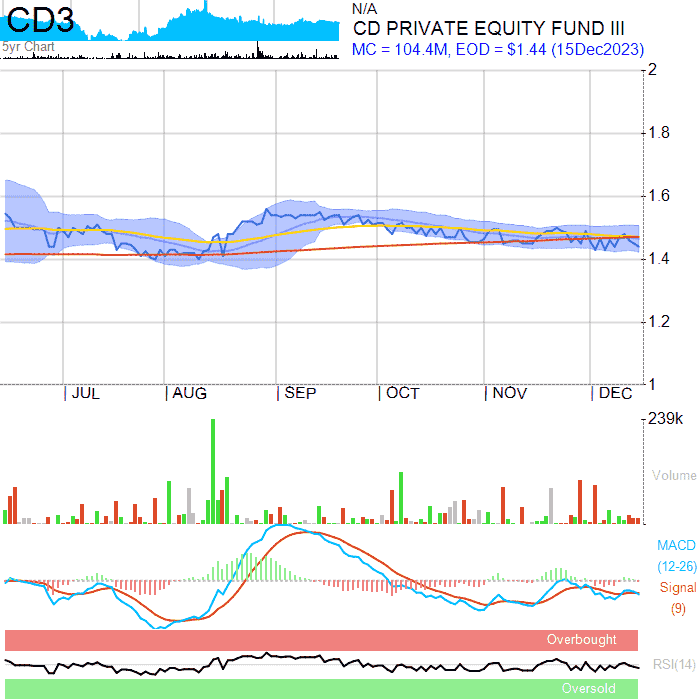 CD3
5yr Chart
N/A
CD PRIVATE EQUITY FUND III
MC = 104.4M, EOD = $1.44 (15Dec2023)
2
1.8
1.6
1.4
1.2
1
JUL AUG SEP OCT NOV DEC
239k
Volume
MACD
(12-26)
Signal
(9)
Overbought
RSI(14)
Oversold